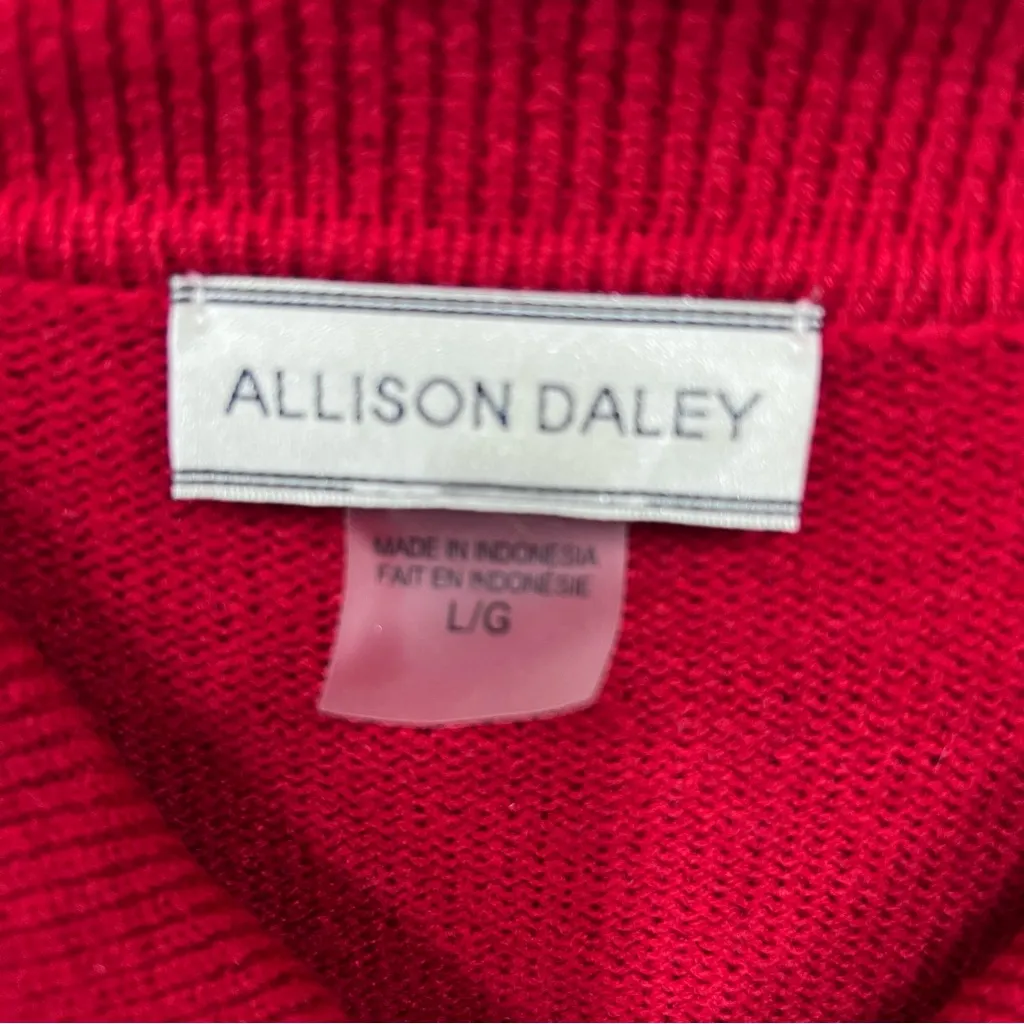 ALLISON DALEY
MADE IN INDONESIA
FAIT EN INDONÉSIE
L/G